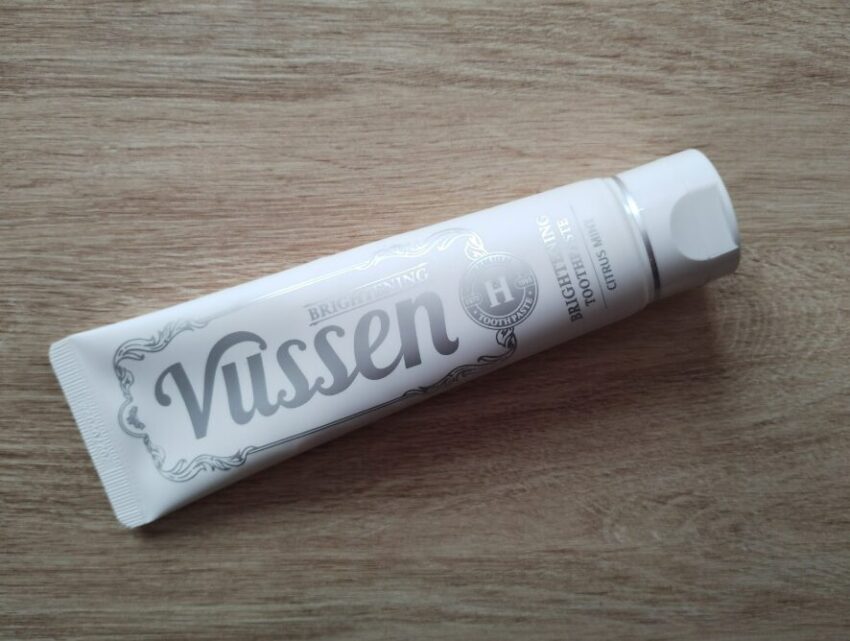 BRIGHTENING
Vussen
H
TOOTHPASTE
BRIGHTENING
TOOTHPASTE
CITRUS MINT